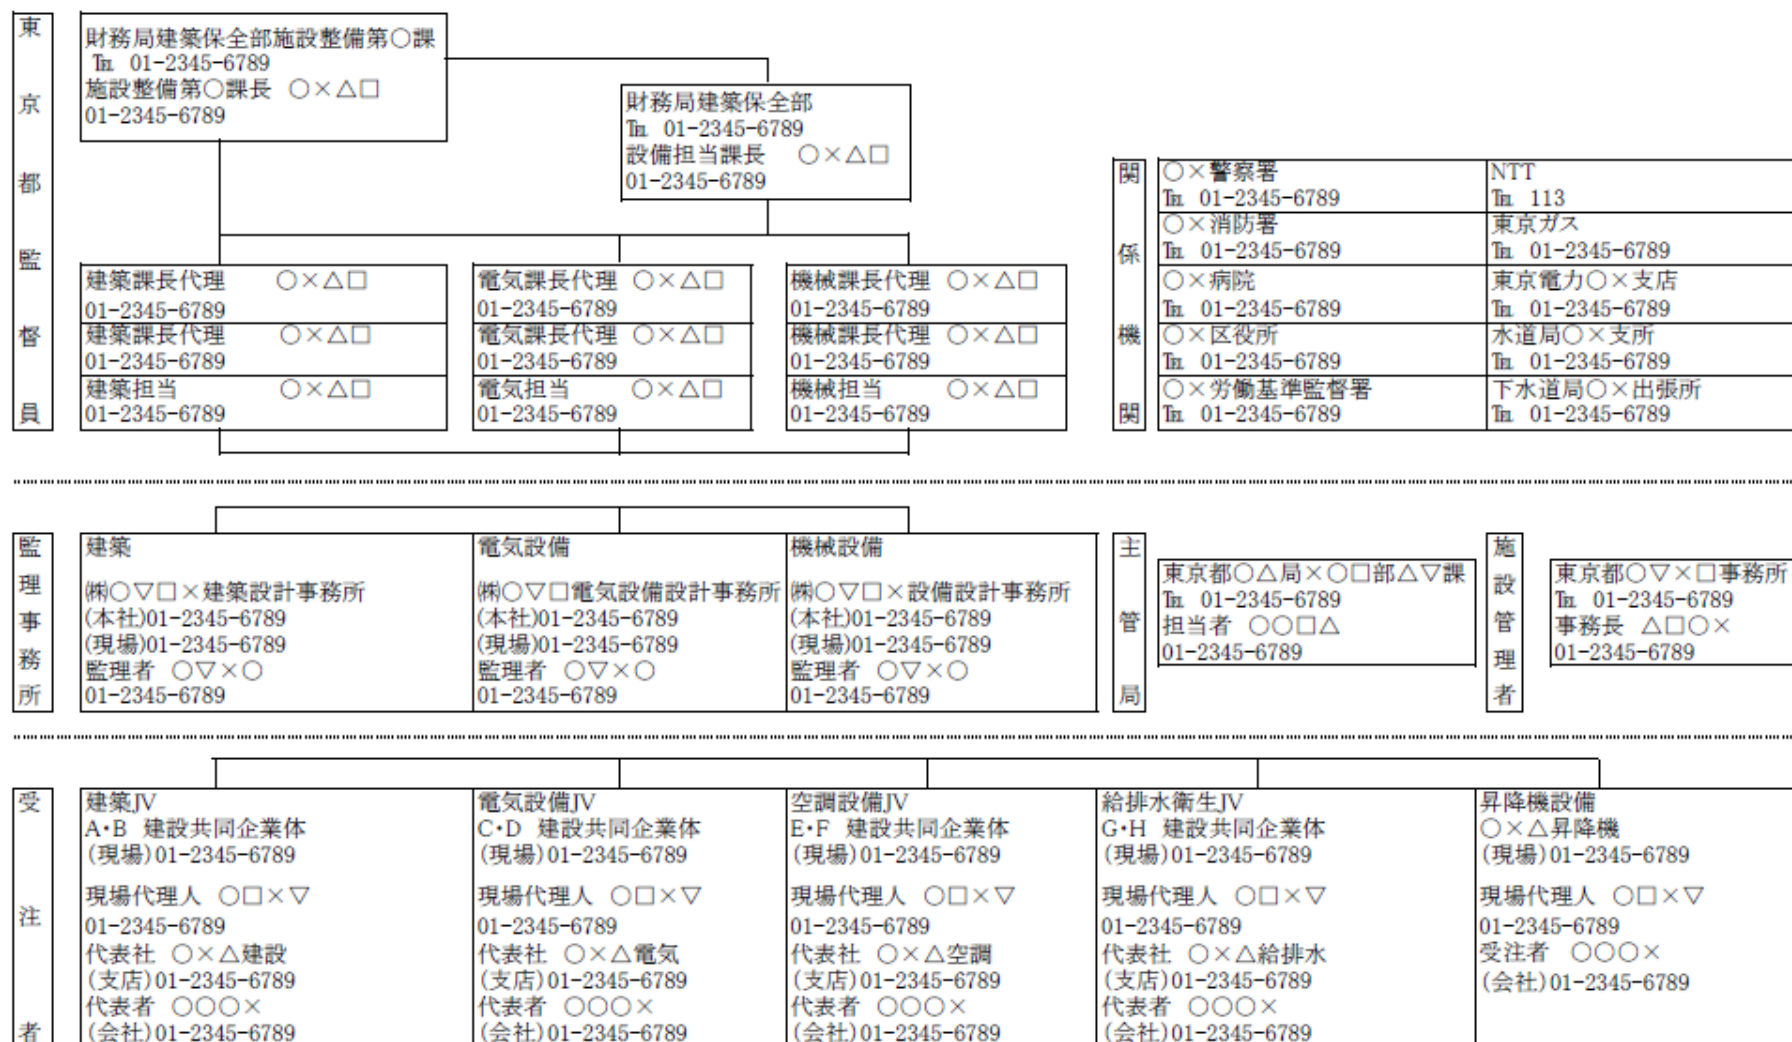 東京都監督員
財務局建築保全部施設整備第○課
℡ 01-2345-6789
施設整備第○課長 ○×△□
01-2345-6789
財務局建築保全部
℡ 01-2345-6789
設備担当課長 ○×△□
01-2345-6789
建築課長代理 ○×△□
01-2345-6789
建築課長代理 ○×△□
01-2345-6789
建築担当 ○×△□
01-2345-6789
電気課長代理 ○×△□
01-2345-6789
電気課長代理 ○×△□
01-2345-6789
電気担当 ○×△□
01-2345-6789
機械課長代理 ○×△□
01-2345-6789
機械課長代理 ○×△□
01-2345-6789
機械担当 ○×△□
01-2345-6789
関係機関
○×警察署
℡ 01-2345-6789
NTT
℡ 113
○×消防署
℡ 01-2345-6789
東京ガス
℡ 01-2345-6789
○×病院
℡ 01-2345-6789
東京電力○×支店
℡ 01-2345-6789
○×区役所
℡ 01-2345-6789
水道局○×支所
℡ 01-2345-6789
○×労働基準監督署
℡ 01-2345-6789
下水道局○×出張所
℡ 01-2345-6789
監理事務所
建築
㈱○▽□×建築設計事務所
(本社)01-2345-6789
(現場)01-2345-6789
監理者 ○▽×○
01-2345-6789
電気設備
㈱○▽□電気設備設計事務所
(本社)01-2345-6789
(現場)01-2345-6789
監理者 ○▽×○
01-2345-6789
機械設備
㈱○▽□×設備設計事務所
(本社)01-2345-6789
(現場)01-2345-6789
監理者 ○▽×○
01-2345-6789
主管局
東京都○△局×○□部△▽課
℡ 01-2345-6789
担当者 ○○□△
01-2345-6789
施設管理者
東京都○▽×□事務所
℡ 01-2345-6789
事務長 △□○×
01-2345-6789
受注者
建築JV
A・B 建設共同企業体
(現場)01-2345-6789
現場代理人 ○□×▽
01-2345-6789
代表社 ○×△建設
(支店)01-2345-6789
代表者 ○○○×
(会社)01-2345-6789
電気設備JV
C・D 建設共同企業体
(現場)01-2345-6789
現場代理人 ○□×▽
01-2345-6789
代表社 ○×△電気
(支店)01-2345-6789
代表者 ○○○×
(会社)01-2345-6789
空調設備JV
E・F 建設共同企業体
(現場)01-2345-6789
現場代理人 ○□×▽
01-2345-6789
代表社 ○×△空調
(支店)01-2345-6789
代表者 ○○○×
(会社)01-2345-6789
給排水衛生JV
G・H 建設共同企業体
(現場)01-2345-6789
現場代理人 ○□×▽
01-2345-6789
代表社 ○×△給排水
(支店)01-2345-6789
代表者 ○○○×
(会社)01-2345-6789
昇降機設備
○×△昇降機
(現場)01-2345-6789
現場代理人 ○□×▽
01-2345-6789
受注者 ○○○×
(会社)01-2345-6789